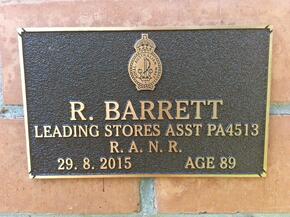 R. BARRETT
LEADING STORES ASST PA4513
R. A. N. R.
29. 8. 2015 AGE 89